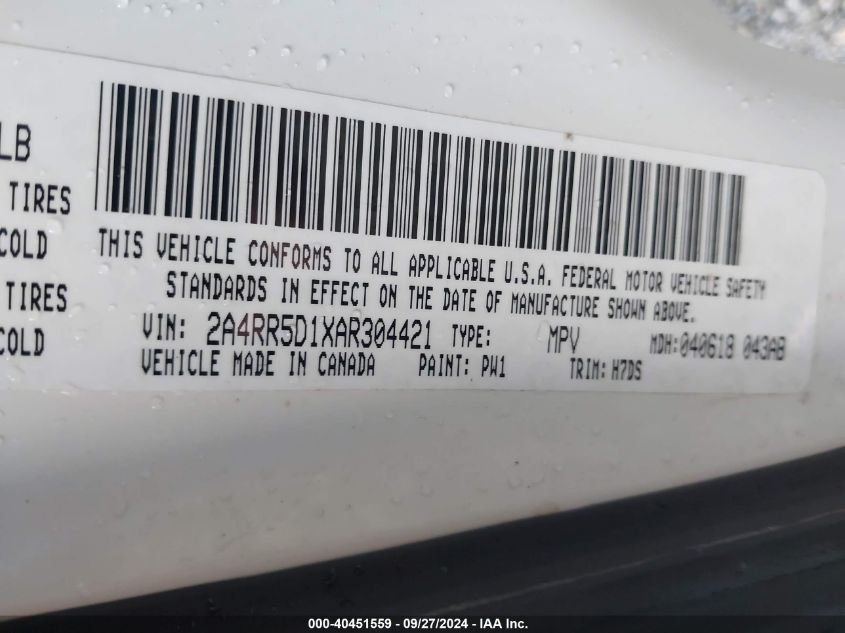 LB
TIRES
COLD
TIRES
COLD
THIS VEHICLE CONFORMS TO ALL APPLICABLE U.S.A. FEDERAL MOTOR VEHICLE SAFETY
STANDARDS IN EFFECT ON THE DATE OF MANUFACTURE SHOWN ABOVE.
VIN: 2A4RR5D1XAR304421 TYPE: MPV MDH:040618 043AB
VEHICLE MADE IN CANADA PAINT: PW1 TRIM: H7DS
000-40451559 - 09/27/2024 - IAA Inc.